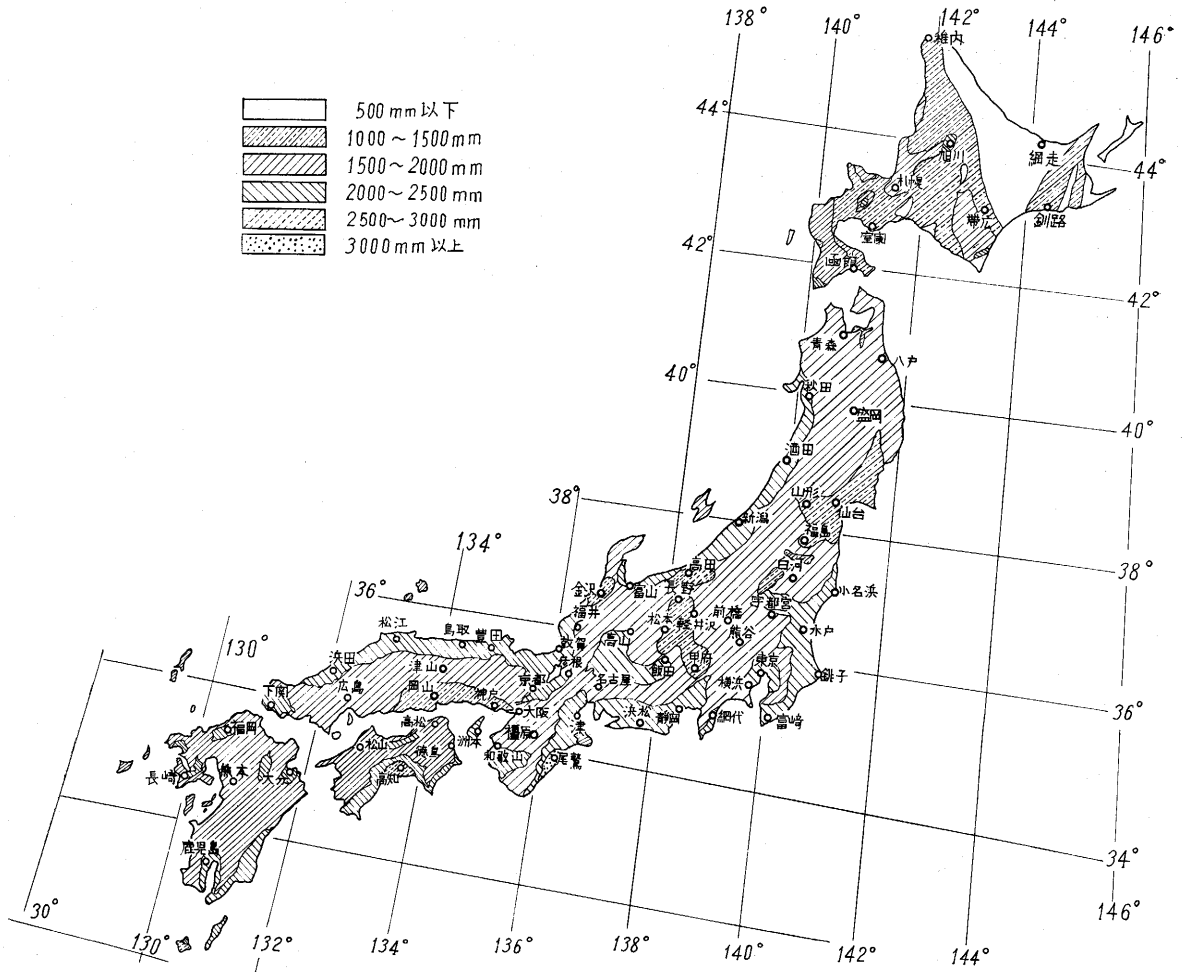 138°
140°
142°
144°
146°
稚内
500mm以下
1000～1500mm
1500～2000mm
2000～2500mm
2500～3000mm
3000mm以上
44°
旭川
網走
44°
札幌
帯広
釧路
室蘭
42°
函館
42°
青森
八戸
40°
秋田
盛岡
40°
酒田
38°
山形
仙台
新潟
福島
134°
高田
白河
38°
金沢
富山
長野
小名浜
36°
福井
前橋
宇都宮
松本
軽井沢
熊谷
水戸
松江
鳥取
豊田
敦賀
高山
130°
浜田
津山
彦根
飯田
甲府
東京
銚子
京都
名古屋
横浜
下関
広島
岡山
神戸
大阪
浜松
静岡
網代
富崎
36°
福岡
高松
洲本
橿原
津
松山
徳島
和歌山
尾鷲
長崎
熊本
大分
高知
鹿児島
34°
30°
146°
130°
132°
134°
136°
138°
140°
142°
144°